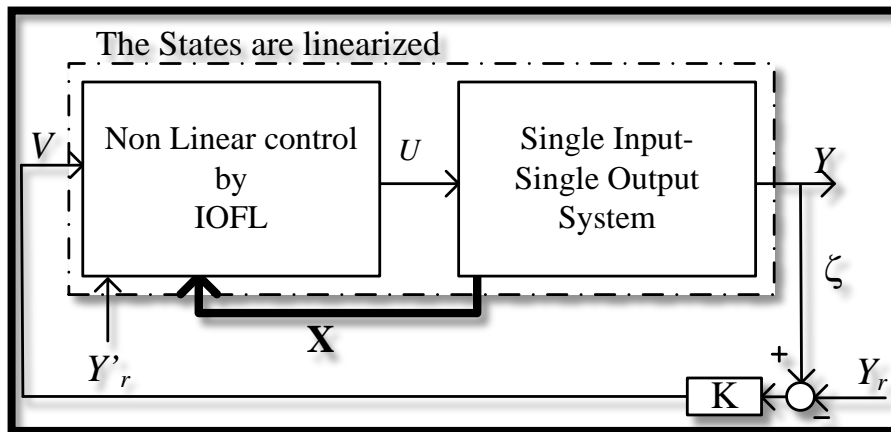 The States are linearized
V
Non Linear control
by
IOFL
U
Single Input-
Single Output
System
Y
ζ
X
Y'r
+
Yr
K
−